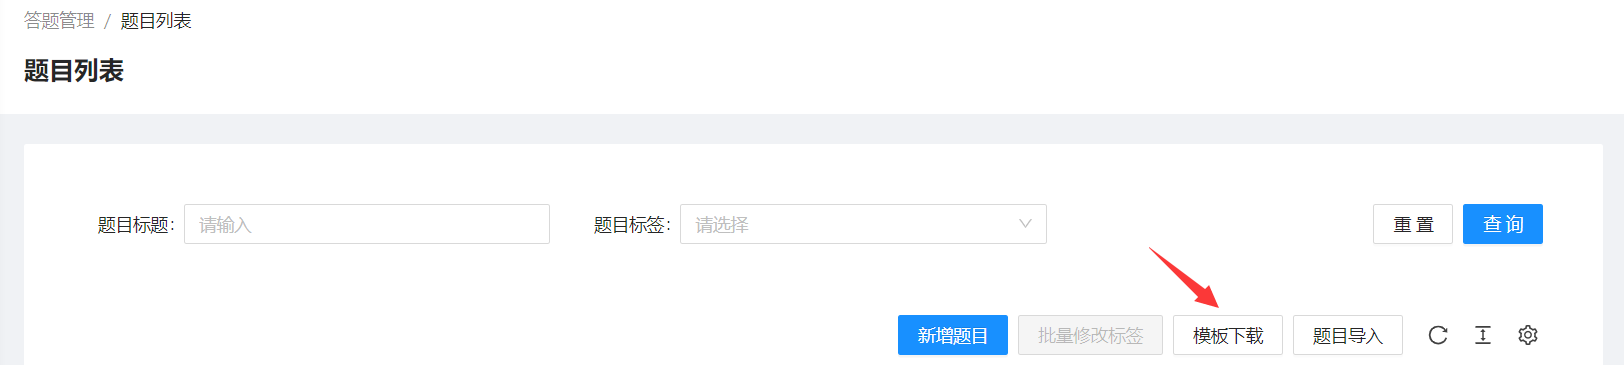 答题管理 / 题目列表
题目列表
题目标题: 请输入 题目标签: 请选择 重 置 查 询
新增题目 批量修改标签 模板下载 题目导入